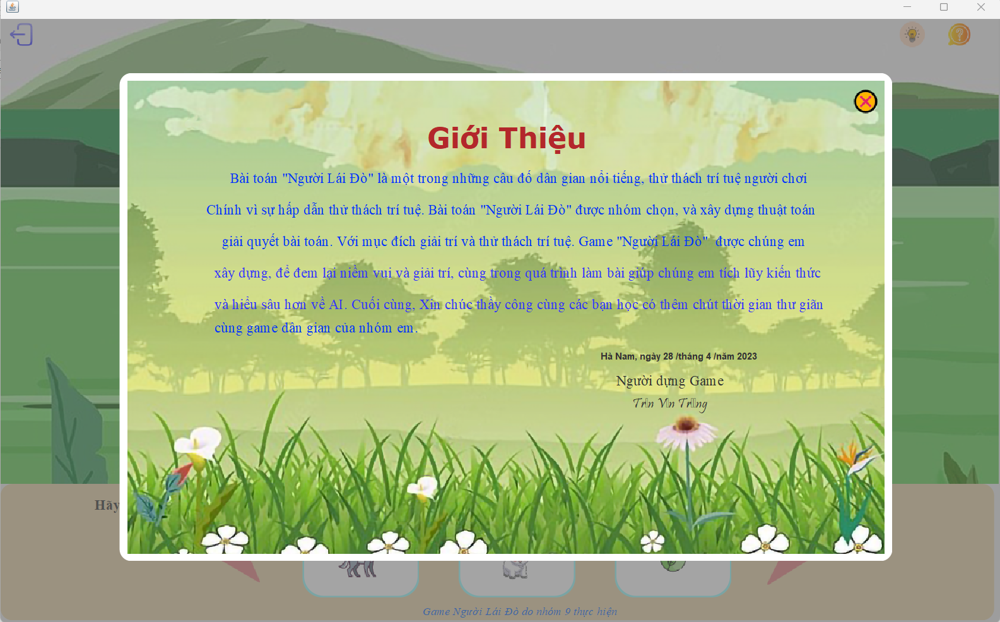 Giới Thiệu
Bài toán "Người Lái Đò" là một trong những câu đố dân gian nổi tiếng, thử thách trí tuệ người chơi
Chính vì sự hấp dẫn thử thách trí tuệ. Bài toán "Người Lái Đò" được nhóm chọn, và xây dựng thuật toán
giải quyết bài toán. Với mục đích giải trí và thử thách trí tuệ. Game "Người Lái Đò" được chúng em
xây dựng, để đem lại niềm vui và giải trí, cùng trong quá trình làm bài giúp chúng em tích lũy kiến thức
và hiểu sâu hơn về AI. Cuối cùng, Xin chúc thầy công cùng các bạn học có thêm chút thời gian thư giãn
cùng game dân gian của nhóm em.
Hà Nam, ngày 28 /tháng 4 /năm 2023
Người dựng Game
Hãy
Game Người Lái Đò do nhóm 9 thực hiện